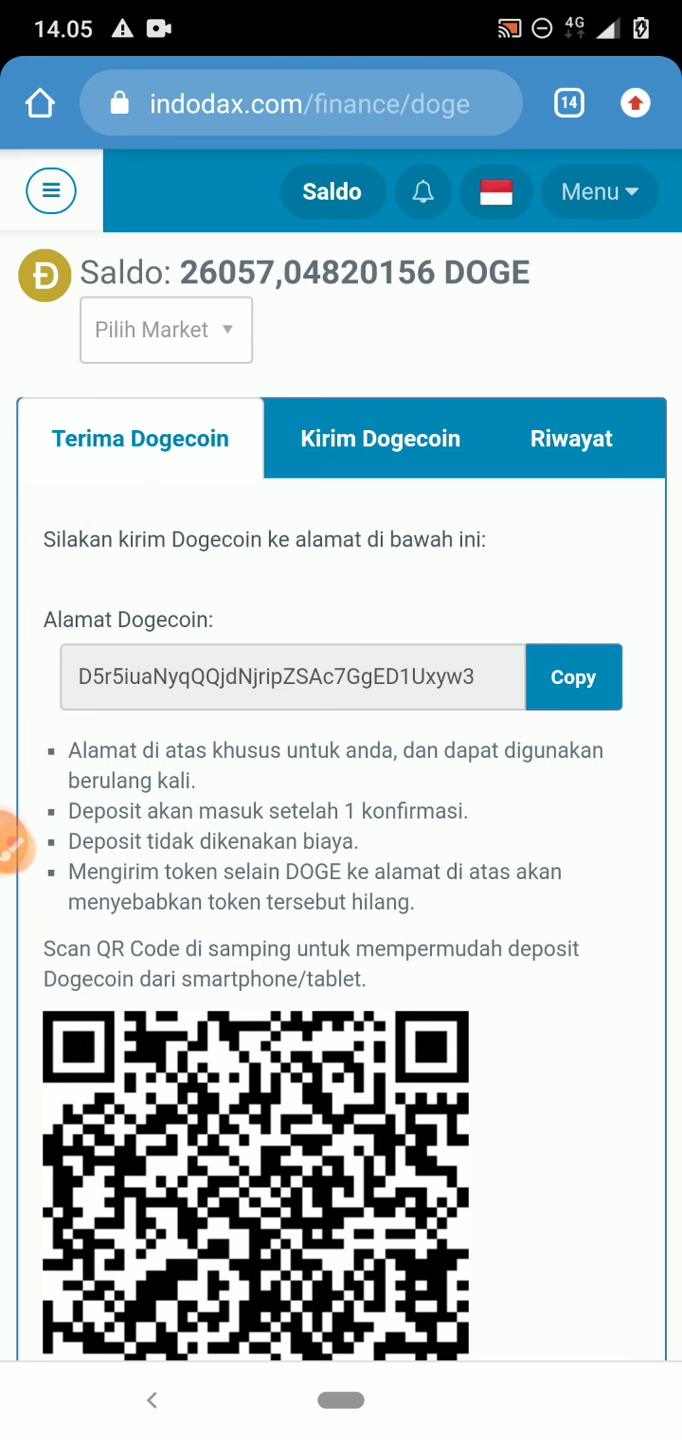 14.05
4G
indodax.com/finance/doge
14
Saldo
Menu
Saldo: 26057,04820156 DOGE
Pilih Market
Terima Dogecoin
Kirim Dogecoin
Riwayat
Silakan kirim Dogecoin ke alamat di bawah ini:
Alamat Dogecoin:
D5r5iuaNyqQQjdNjripZSAc7GgED1Uxyw3
Copy
Alamat di atas khusus untuk anda, dan dapat digunakan
berulang kali.
Deposit akan masuk setelah 1 konfirmasi.
Deposit tidak dikenakan biaya.
Mengirim token selain DOGE ke alamat di atas akan
menyebabkan token tersebut hilang.
Scan QR Code di samping untuk mempermudah deposit
Dogecoin dari smartphone/tablet.